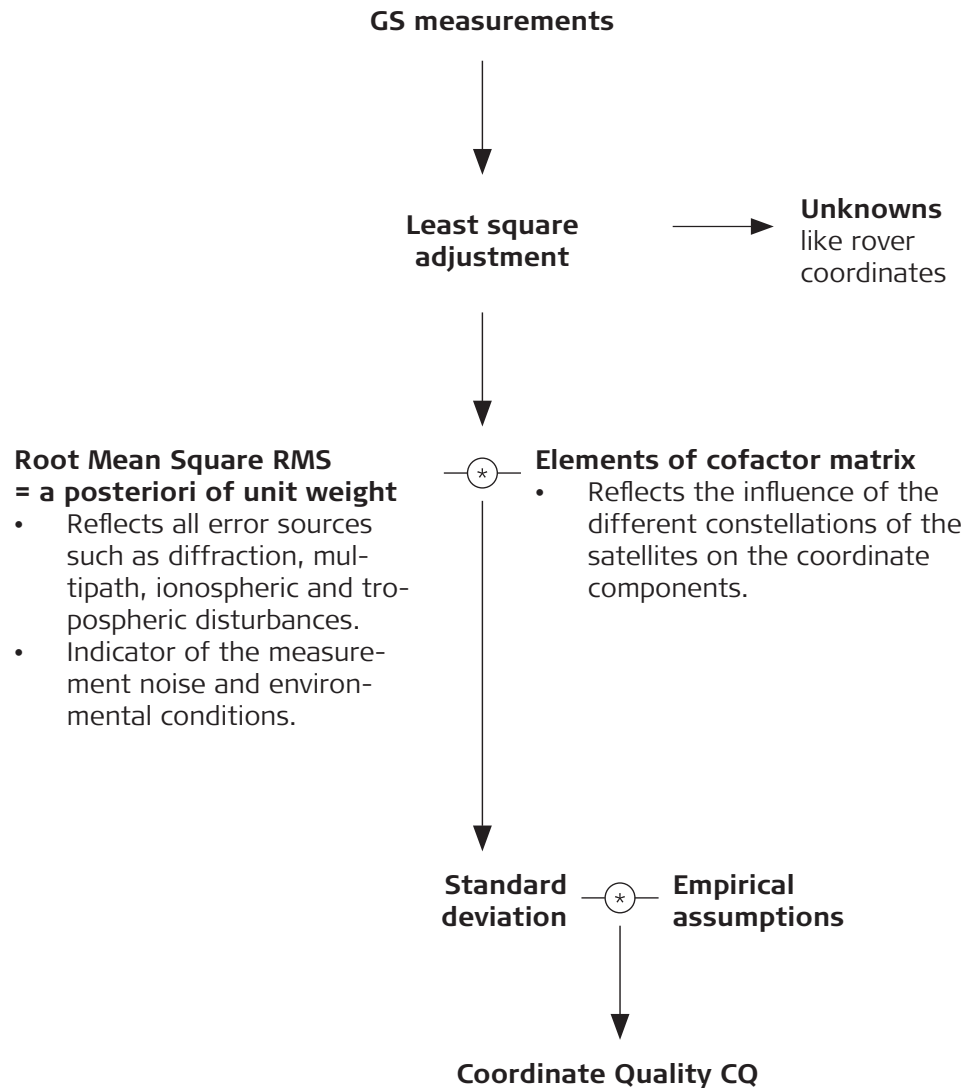 GS measurements
Least square
adjustment
Unknowns
like rover
coordinates
Root Mean Square RMS
= a posteriori of unit weight
• Reflects all error sources
such as diffraction, mul-
tipath, ionospheric and tro-
pospheric disturbances.
• Indicator of the measure-
ment noise and environ-
mental conditions.
*
Elements of cofactor matrix
• Reflects the influence of the
different constellations of the
satellites on the coordinate
components.
Standard
deviation
*
Empirical
assumptions
Coordinate Quality CQ